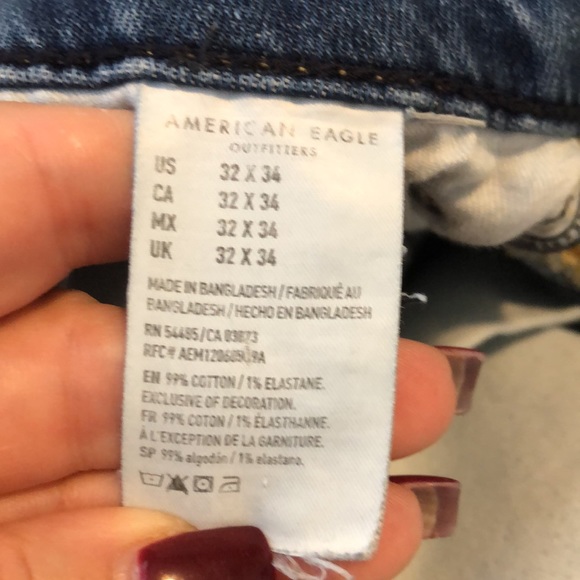 AMERICAN EAGLE
OUTFITTERS
US 32 X 34
CA 32 X 34
MX 32 X 34
UK 32 X 34
MADE IN BANGLADESH / FABRIQUÉ AU
BANGLADESH / HECHO EN BANGLADESH
RN 54485/CA 03873
RFC#
EN 99% COTTON / 1% ELASTANE.
EXCLUSIVE OF DECORATION.
FR 99% COTON / 1% ÉLASTHANNE.
À L'EXCEPTION DE LA GARNITURE.
SP 99% algodón / 1% elastano.